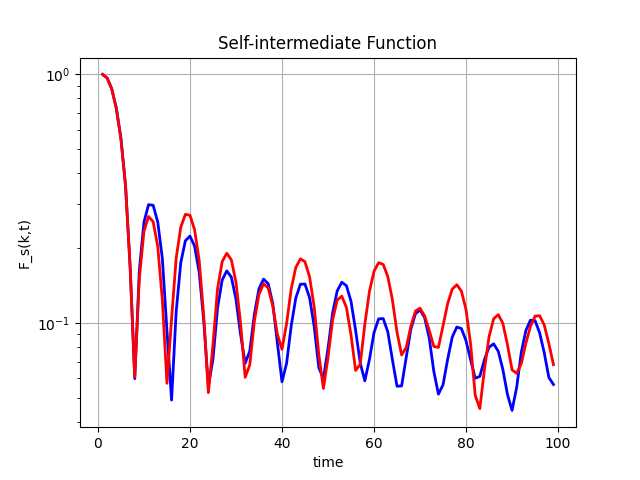 Self-intermediate Function
10⁰
10⁻¹
F_s(k,t)
0 20 40 60 80 100
time